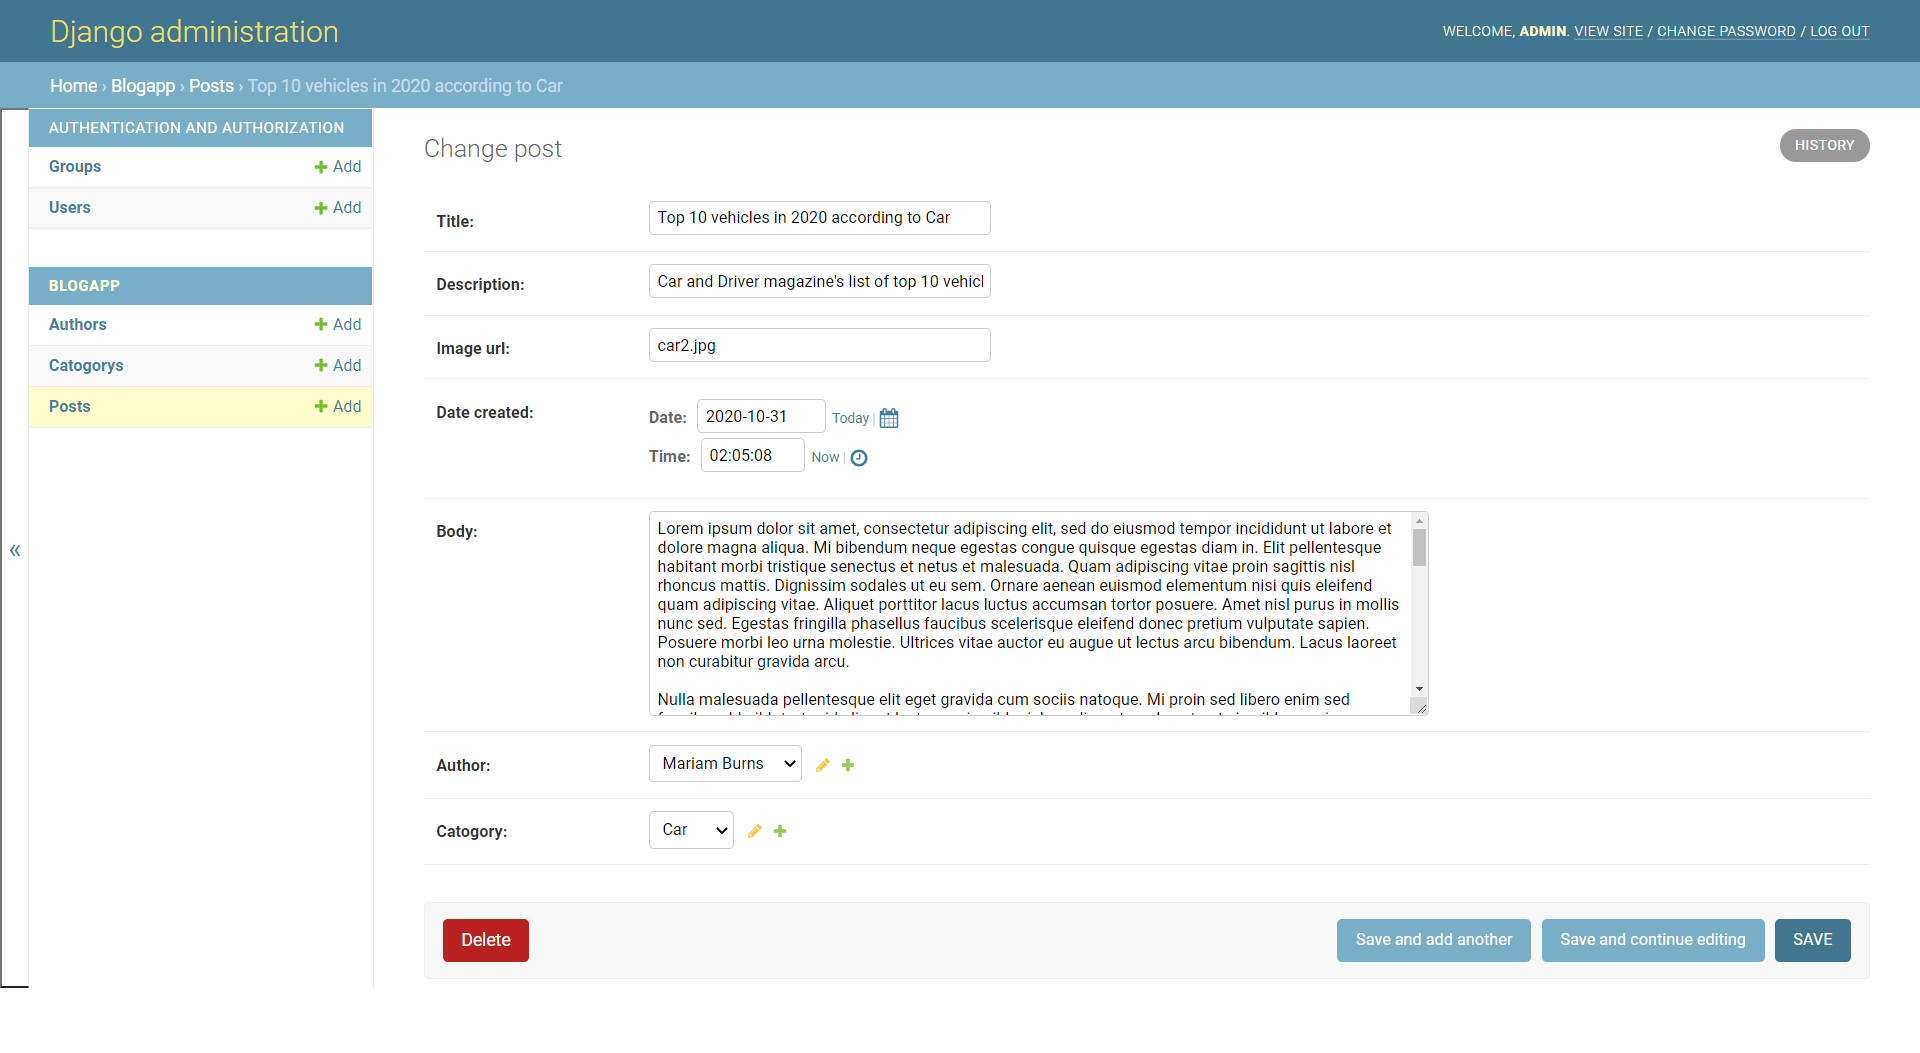 Django administration
WELCOME, ADMIN. VIEW SITE / CHANGE PASSWORD / LOG OUT
Home › Blogapp › Posts › Top 10 vehicles in 2020 according to Car
AUTHENTICATION AND AUTHORIZATION
Groups Add
Users Add
BLOGAPP
Authors Add
Catogorys Add
Posts Add
«
Change post
HISTORY
Title: Top 10 vehicles in 2020 according to Car
Description: Car and Driver magazine's list of top 10 vehicl
Image url: car2.jpg
Date created: Date: 2020-10-31 Today |
Time: 02:05:08 Now |
Body:
Lorem ipsum dolor sit amet, consectetur adipiscing elit, sed do eiusmod tempor incididunt ut labore et
dolore magna aliqua. Mi bibendum neque egestas congue quisque egestas diam in. Elit pellentesque
habitant morbi tristique senectus et netus et malesuada. Quam adipiscing vitae proin sagittis nisl
rhoncus mattis. Dignissim sodales ut eu sem. Ornare aenean euismod elementum nisi quis eleifend
quam adipiscing vitae. Aliquet porttitor lacus luctus accumsan tortor posuere. Amet nisl purus in mollis
nunc sed. Egestas fringilla phasellus faucibus scelerisque eleifend donec pretium vulputate sapien.
Posuere morbi leo urna molestie. Ultrices vitae auctor eu augue ut lectus arcu bibendum. Lacus laoreet
non curabitur gravida arcu.
Nulla malesuada pellentesque elit eget gravida cum sociis natoque. Mi proin sed libero enim sed
Author: Mariam Burns
Catogory: Car
Delete
Save and add another
Save and continue editing
SAVE